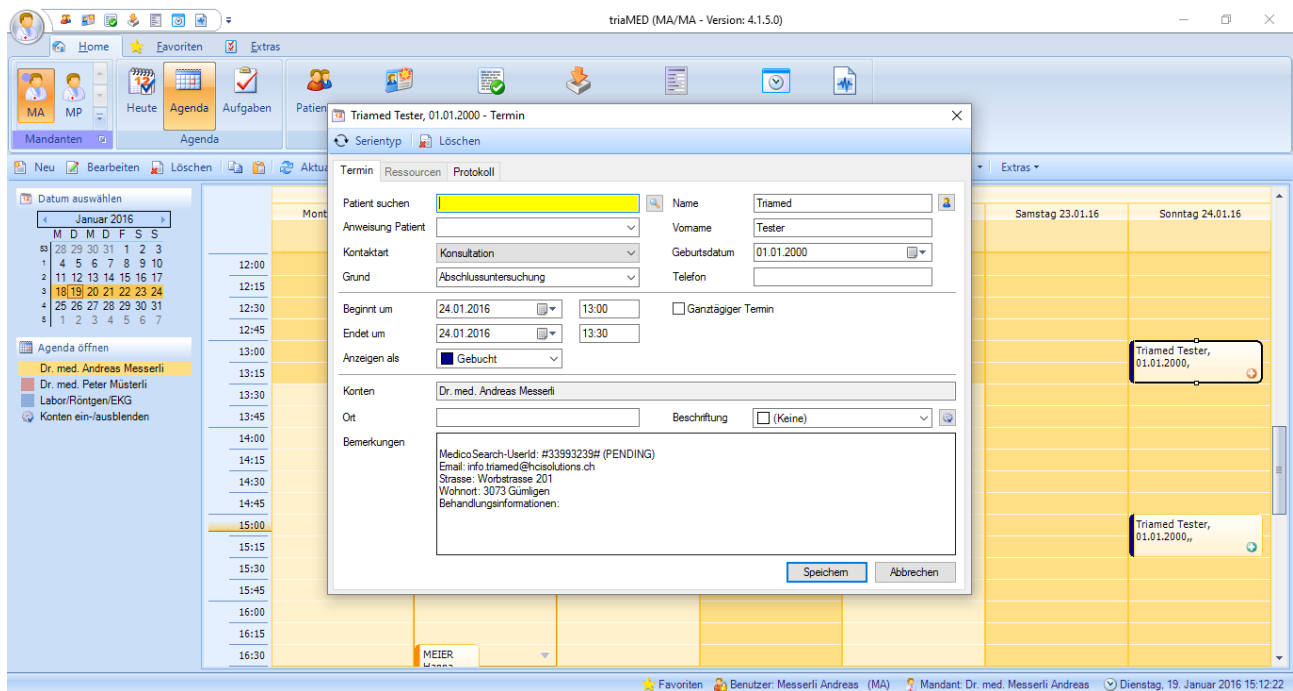 triaMED (MA/MA - Version: 4.1.5.0)
Home Favoriten Extras
MA MP Heute Agenda Aufgaben
Mandanten Agenda
Neu Bearbeiten Löschen Extras
Triamed Tester, 01.01.2000 - Termin
Serientyp Löschen
Termin Ressourcen Protokoll
Patient suchen Name Triamed
Anweisung Patient Vorname Tester
Kontaktart Konsultation Geburtsdatum 01.01.2000
Grund Abschlussuntersuchung Telefon
Beginnt um 24.01.2016 13:00 Ganztägiger Termin
Endet um 24.01.2016 13:30
Anzeigen als Gebucht
Konten Dr. med. Andreas Messerli
Ort Beschriftung (Keine)
Bemerkungen
MedicoSearch-UserId: #33993239# (PENDING)
Email: info.triamed@hcisolutions.ch
Strasse: Worbstrasse 201
Wohnort: 3073 Gümligen
Behandlungsinformationen:
Speichern Abbrechen
Datum auswählen
Januar 2016
M D M D F S S
53 28 29 30 31 1 2 3
1 4 5 6 7 8 9 10
2 11 12 13 14 15 16 17
3 18 19 20 21 22 23 24
4 25 26 27 28 29 30 31
5 1 2 3 4 5 6 7
Agenda öffnen
Dr. med. Andreas Messerli
Dr. med. Peter Müsterli
Labor/Röntgen/EKG
Konten ein-/ausblenden
Samstag 23.01.16 Sonntag 24.01.16
12:00
12:15
12:30
12:45
13:00
13:15
13:30
13:45
14:00
14:15
14:30
14:45
15:00
15:15
15:30
15:45
16:00
16:15
16:30
Triamed Tester,
01.01.2000,
Triamed Tester,
01.01.2000,,
MEIER
Favoriten Benutzer: Messerli Andreas (MA) Mandant: Dr. med. Messerli Andreas Dienstag, 19. Januar 2016 15:12:22